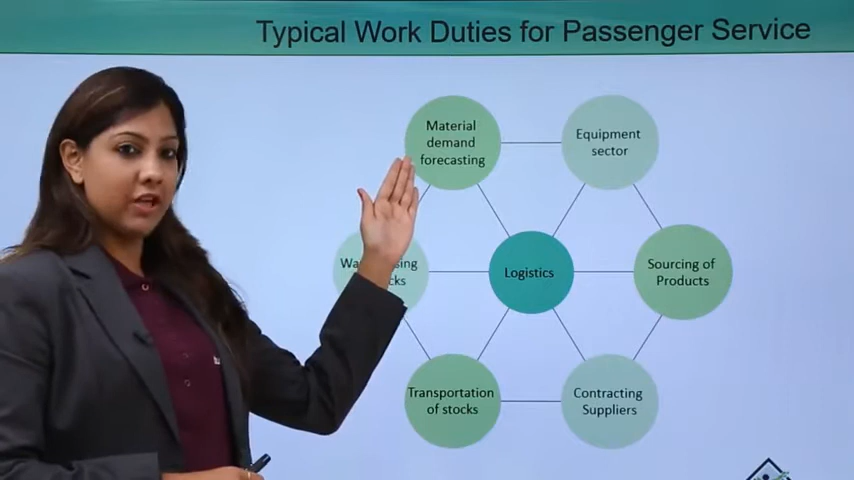 Typical Work Duties for Passenger Service
Material
demand
forecasting
Equipment
sector
Logistics
Sourcing of
Products
Transportation
of stocks
Contracting
Suppliers